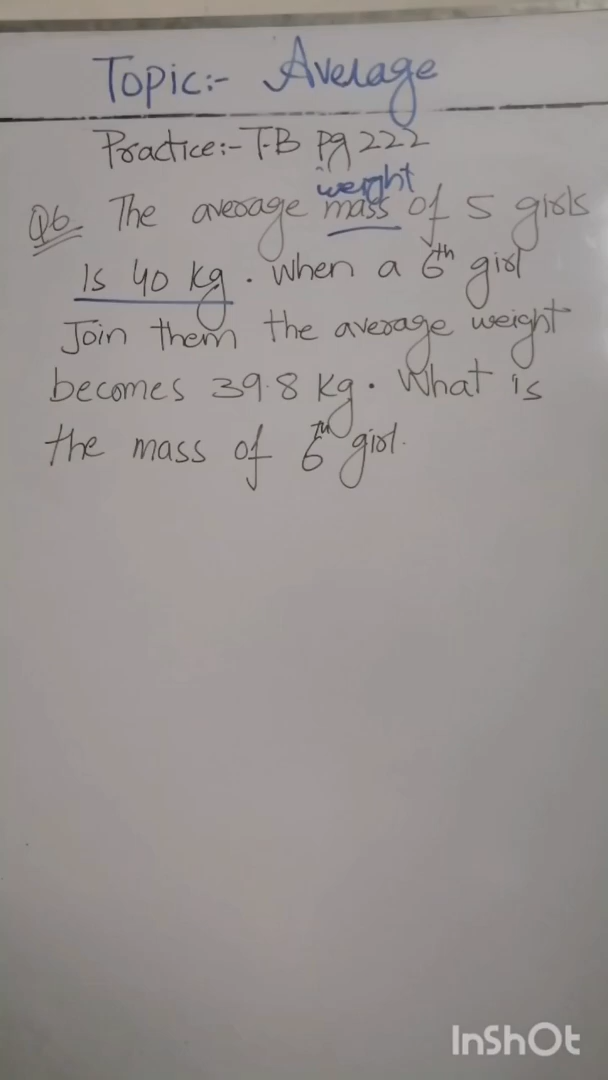 Topic:- Average
Practice:- T.B Pg 222
weight
Q6 The average mass of 5 girls
is 40 kg. When a 6th girl
Join them the average weight
becomes 39.8 kg. What is
the mass of 6th girl.
InShOt